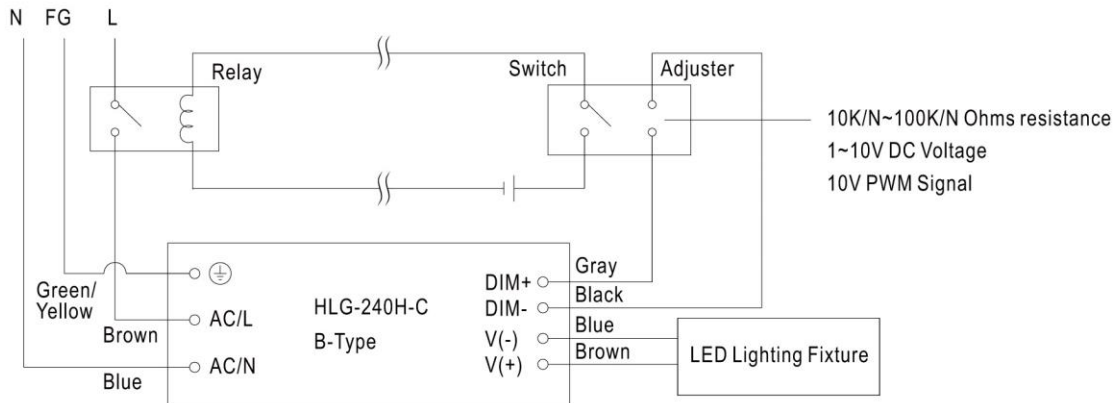 N FG L
Relay
Switch
Adjuster
10K/N~100K/N Ohms resistance
1~10V DC Voltage
10V PWM Signal
Green/
Yellow
Brown
Blue
AC/L
AC/N
HLG-240H-C
B-Type
DIM+
DIM-
V(-)
V(+)
Gray
Black
Blue
Brown
LED Lighting Fixture